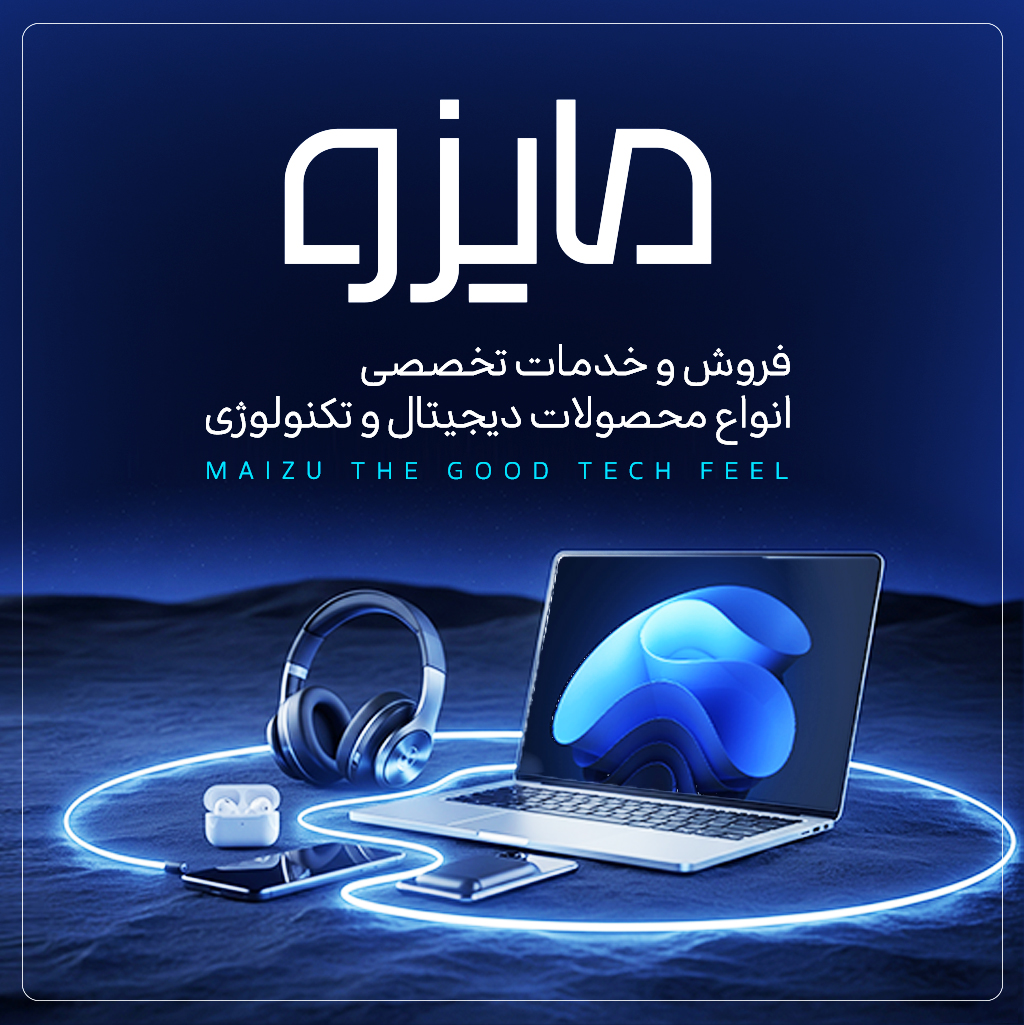 مایزو
فروش و خدمات تخصصی
انواع محصولات دیجیتال و تکنولوژی
MAIZU THE GOOD TECH FEEL